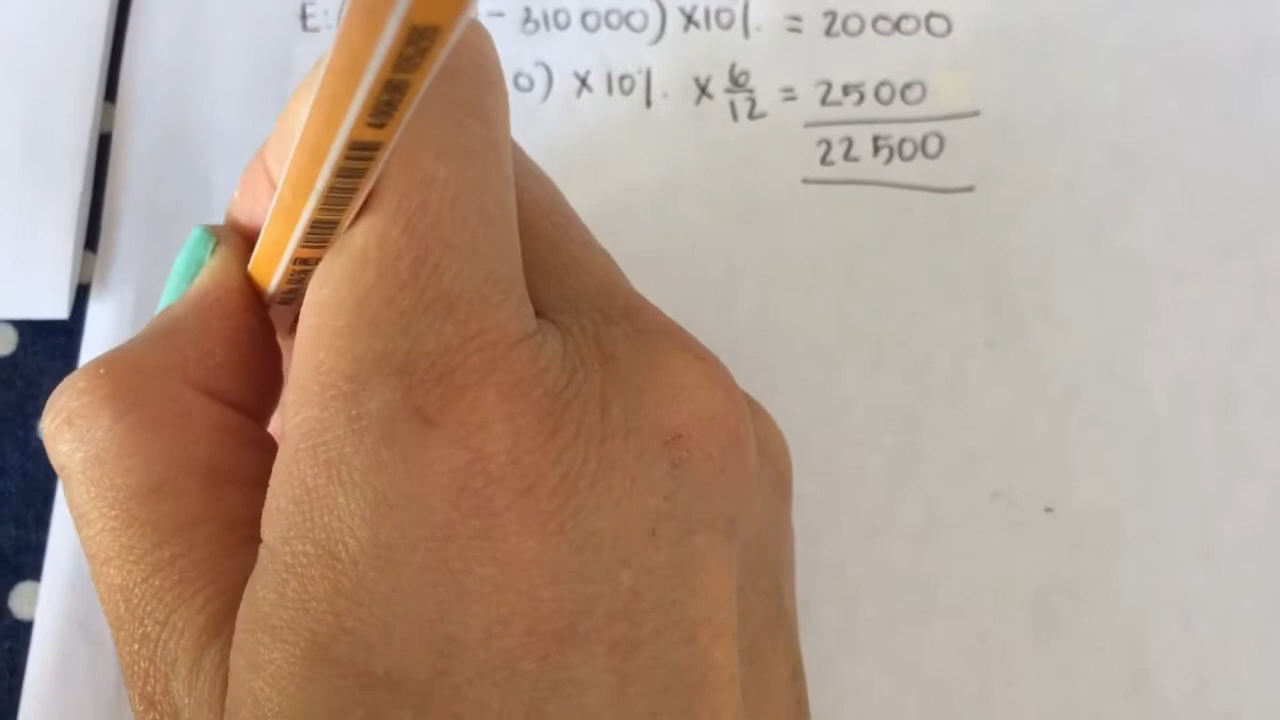 E: - 310 000) x10%. = 20000
0) x 10%. x 6/12 = 2500
22 500